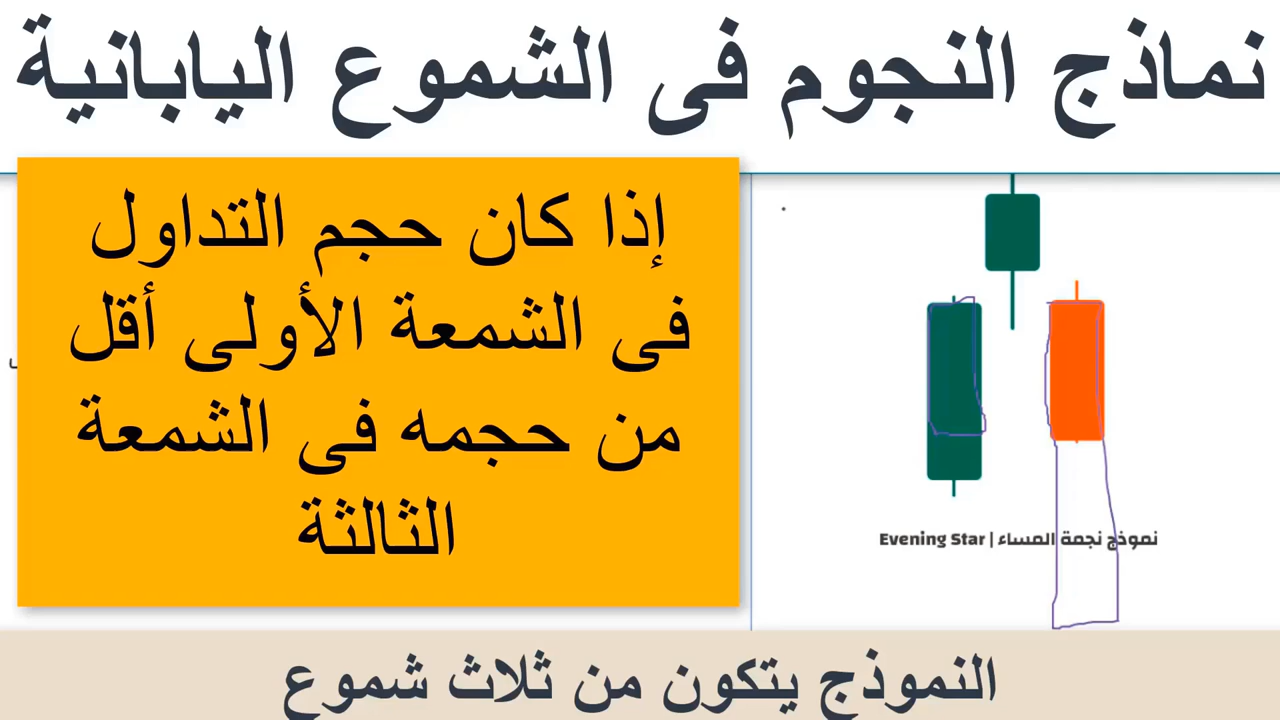 نماذج النجوم فى الشموع اليابانية
إذا كان حجم التداول
فى الشمعة الأولى أقل
من حجمه فى الشمعة
الثالثة
نموذج نجمة المساء | Evening Star
النموذج يتكون من ثلاث شموع